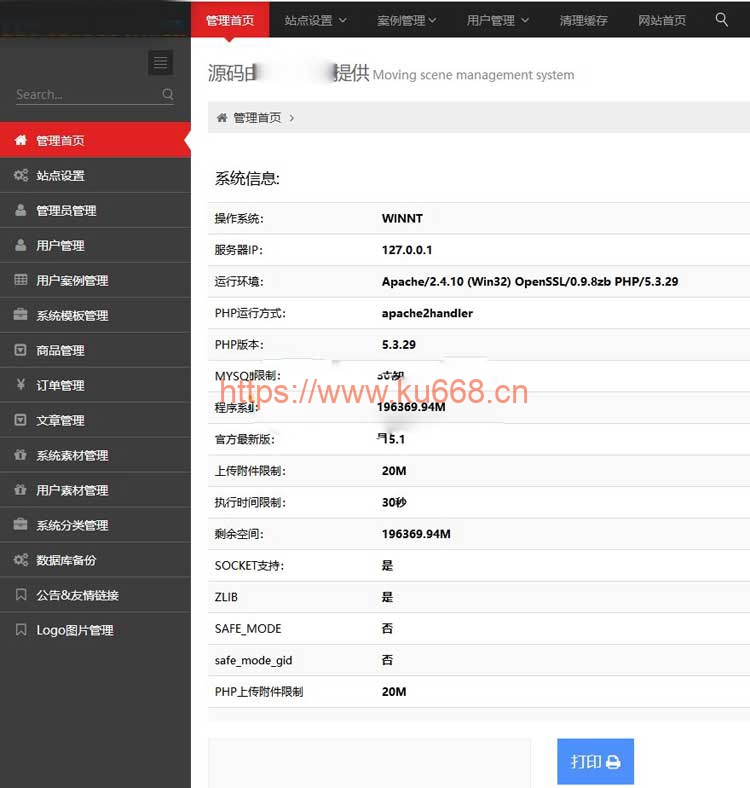 管理首页 站点设置 案例管理 用户管理 清理缓存 网站首页
Search...
管理首页
站点设置
管理员管理
用户管理
用户案例管理
系统模板管理
商品管理
订单管理
文章管理
系统素材管理
用户素材管理
系统分类管理
数据库备份
公告&友情链接
Logo图片管理
源码由 提供 Moving scene management system
管理首页
系统信息:
操作系统: WINNT
服务器IP: 127.0.0.1
运行环境: Apache/2.4.10 (Win32) OpenSSL/0.9.8zb PHP/5.3.29
PHP运行方式: apache2handler
PHP版本: 5.3.29
MYSQL限制:
https://www.ku668.cn
程序系 196369.94M
官方最新版: 15.1
上传附件限制: 20M
执行时间限制: 30秒
剩余空间: 196369.94M
SOCKET支持: 是
ZLIB 是
SAFE_MODE 否
safe_mode_gid 否
PHP上传附件限制 20M
打印